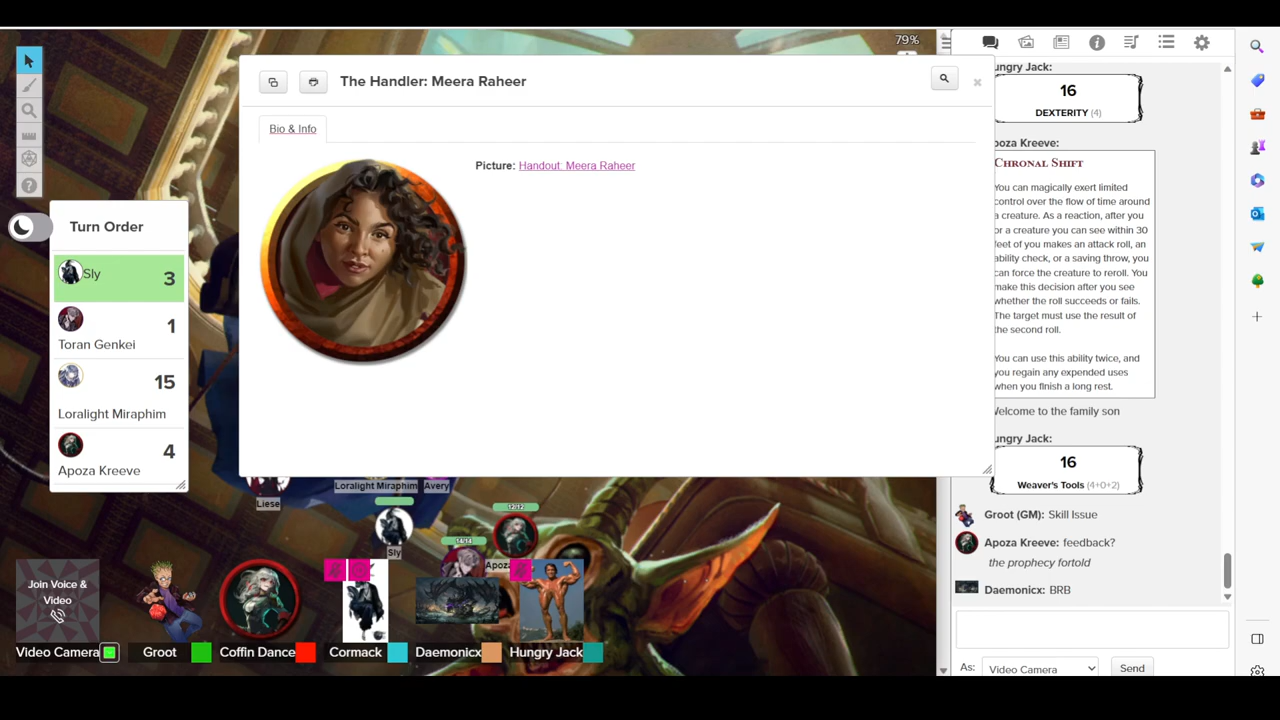 79%
The Handler: Meera Raheer
Bio & Info
Picture: Handout: Meera Raheer
Turn Order
Sly 3
1
Toran Genkei
15
Loralight Miraphim
4
Apoza Kreeve
Liese
Loralight Miraphim
Avery
12/12
Sly
14/14
Join Voice &
Video
Video Camera
Groot
Coffin Dance
Cormack
Daemonicx
Hungry Jack
ungry Jack:
16
DEXTERITY (4)
poza Kreeve:
CHRONAL SHIFT
You can magically exert limited
control over the flow of time around
a creature. As a reaction, after you
or a creature you can see within 30
feet of you makes an attack roll, an
ability check, or a saving throw, you
can force the creature to reroll. You
make this decision after you see
whether the roll succeeds or fails.
The target must use the result of
the second roll.
You can use this ability twice, and
you regain any expended uses
when you finish a long rest.
Welcome to the family son
ungry Jack:
16
Weaver's Tools (4+0+2)
Groot (GM): Skill Issue
Apoza Kreeve: feedback?
the prophecy fortold
Daemonicx: BRB
As: Video Camera
Send